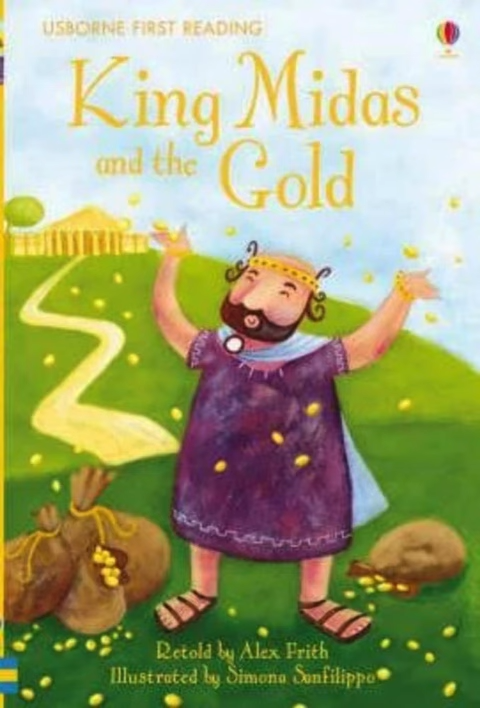 USBORNE FIRST READING
King Midas
and the Gold
Retold by Alex Frith
Illustrated by Simona Sanfilippo